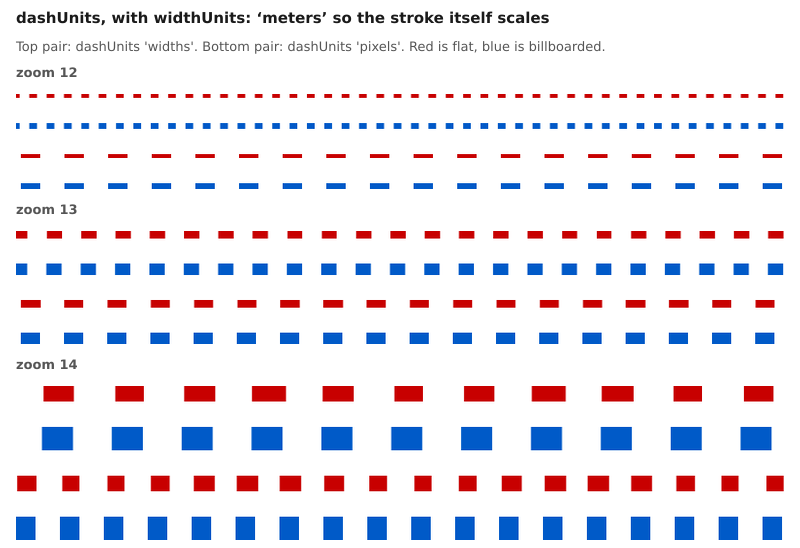 dashUnits, with widthUnits: ‘meters’ so the stroke itself scales
Top pair: dashUnits 'widths'. Bottom pair: dashUnits 'pixels'. Red is flat, blue is billboarded.
zoom 12
zoom 13
zoom 14